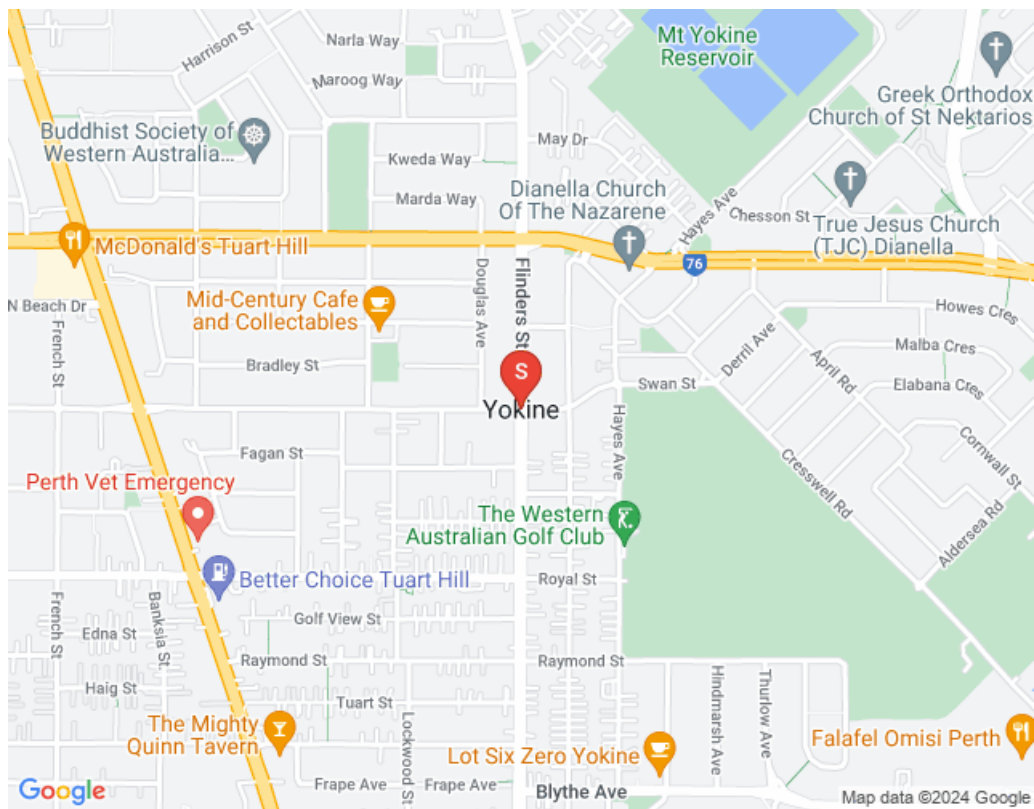 Harrison St
Narla Way
Mt Yokine
Reservoir
Maroog Way
Greek Orthodox
Church of St Nektarios
Buddhist Society of
Western Australia...
May Dr
Kweda Way
Marda Way
Dianella Church
Of The Nazarene
Hayes Ave
Chesson St
True Jesus Church
(TJC) Dianella
McDonald's Tuart Hill
76
Douglas Ave
Flinders St
N Beach Dr
Mid-Century Cafe
and Collectables
Howes Cres
French St
Bradley St
Derril Ave
April Rd
Malba Cres
S
Swan St
Elabana Cres
Yokine
Hayes Ave
Cornwall St
Fagan St
Cresswell Rd
Perth Vet Emergency
The Western
Australian Golf Club
Aldersea Rd
Better Choice Tuart Hill
Royal St
French St
Banksia St
Golf View St
Edna St
Raymond St
Raymond St
Haig St
Tuart St
Hindmarsh Ave
Thurlow Ave
The Mighty
Quinn Tavern
Lockwood St
Lot Six Zero Yokine
Falafel Omisi Perth
Frape Ave
Frape Ave
Blythe Ave
Google
Map data ©2024 Google